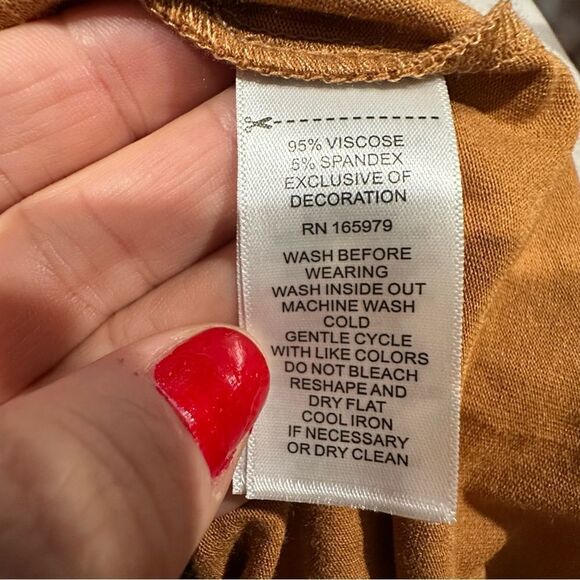 95% VISCOSE
5% SPANDEX
EXCLUSIVE OF
DECORATION
RN 165979
WASH BEFORE
WEARING
WASH INSIDE OUT
MACHINE WASH
COLD
GENTLE CYCLE
WITH LIKE COLORS
DO NOT BLEACH
RESHAPE AND
DRY FLAT
COOL IRON
IF NECESSARY
OR DRY CLEAN